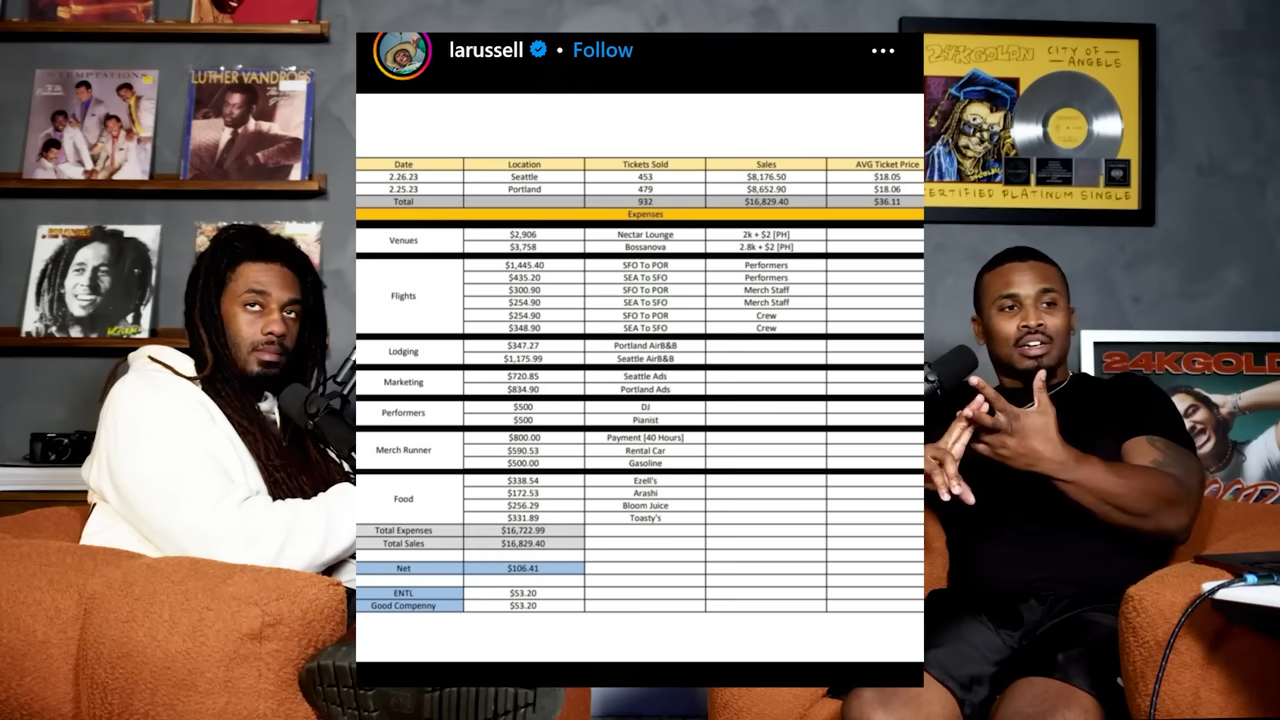 THE TEMPTATIONS
LUTHER VANDROSS
larussell • Follow
24KGOLDN CITY OF
ANGELS
CERTIFIED PLATINUM SINGLE
24KGOLD
Date Location Tickets Sold Sales AVG Ticket Price
2.26.23 Seattle 453 $8,176.50 $18.05
2.25.23 Portland 479 $8,652.90 $18.06
Total 932 $16,829.40 $36.11
Expenses
Venues $2,906 Nectar Lounge 2k + $2 [PH]
$3,758 Bossanova 2.8k + $2 [PH]
Flights $1,445.40 SFO To POR Performers
$435.20 SEA To SFO Performers
$300.90 SFO To POR Merch Staff
$254.90 SEA To SFO Merch Staff
$254.90 SFO To POR Crew
$348.90 SEA To SFO Crew
Lodging $347.27 Portland AirB&B
$1,175.99 Seattle AirB&B
Marketing $720.85 Seattle Ads
$834.90 Portland Ads
Performers $500 DJ
$500 Pianist
Merch Runner $800.00 Payment [40 Hours]
$590.53 Rental Car
$500.00 Gasoline
Food $338.54 Ezell's
$172.53 Arashi
$256.29 Bloom Juice
$331.89 Toasty's
Total Expenses $16,722.99
Total Sales $16,829.40
Net $106.41
ENTL $53.20
Good Compenny $53.20